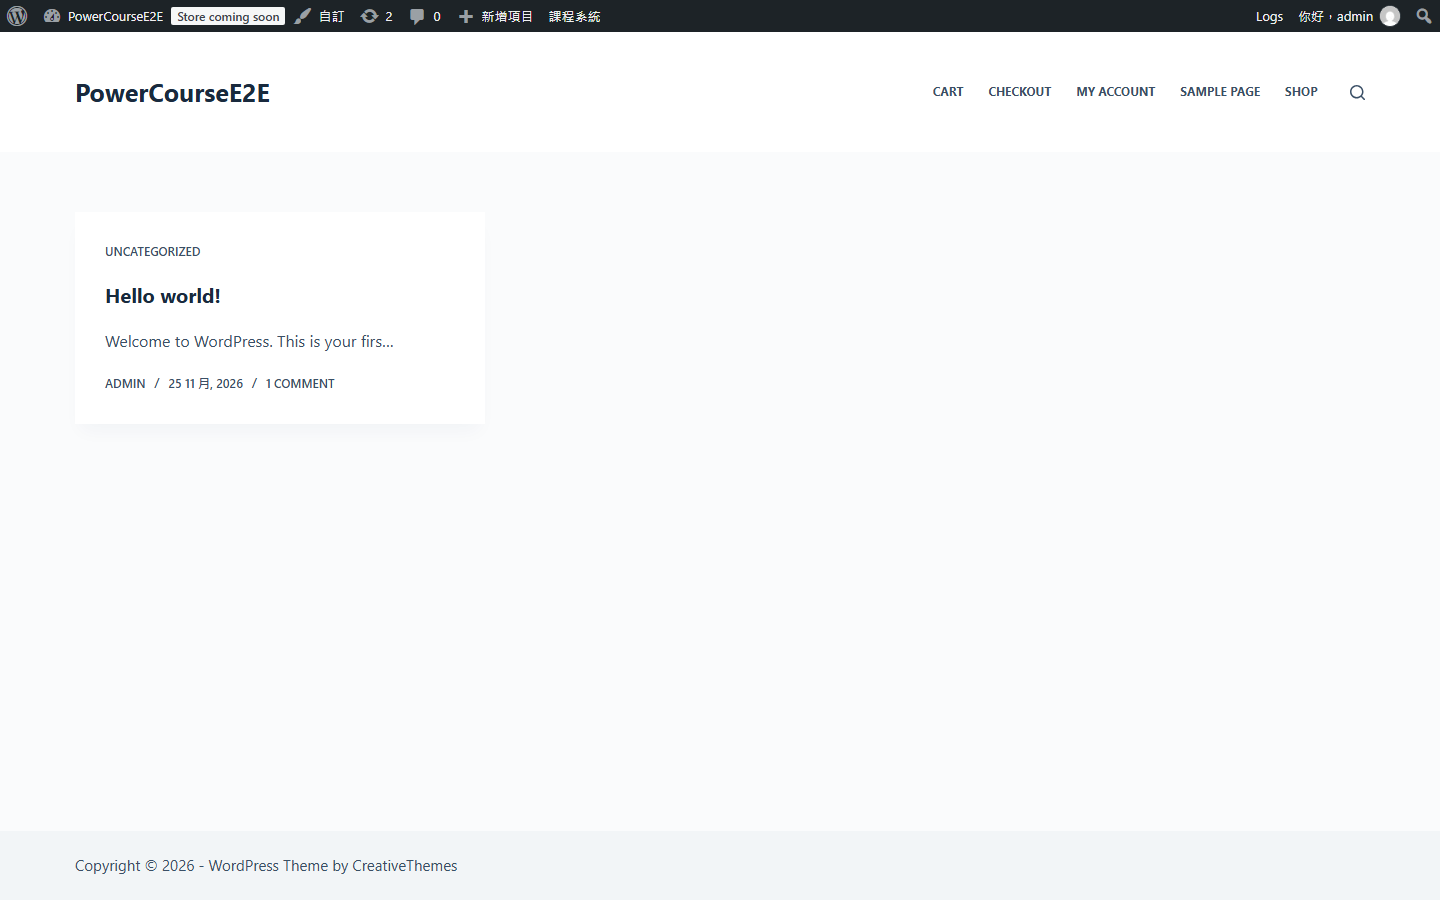 PowerCourseE2E Store coming soon 自訂 2 0 新增項目 課程系統 Logs 你好，admin
PowerCourseE2E
CART CHECKOUT MY ACCOUNT SAMPLE PAGE SHOP
UNCATEGORIZED
Hello world!
Welcome to WordPress. This is your firs…
ADMIN / 25 11 月, 2026 / 1 COMMENT
Copyright © 2026 - WordPress Theme by CreativeThemes